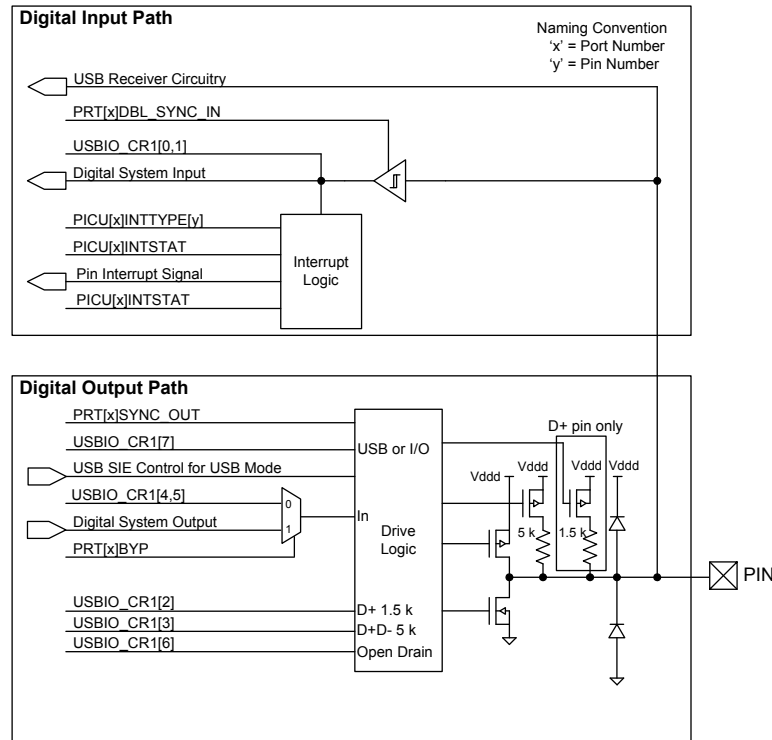 Digital Input Path
Naming Convention
'x' = Port Number
'y' = Pin Number
USB Receiver Circuitry
PRT[x]DBL_SYNC_IN
USBIO_CR1[0,1]
Digital System Input
PICU[x]INTTYPE[y]
PICU[x]INTSTAT
Pin Interrupt Signal
PICU[x]INTSTAT
Interrupt
Logic
Digital Output Path
PRT[x]SYNC_OUT
USBIO_CR1[7]
USB SIE Control for USB Mode
USBIO_CR1[4,5]
Digital System Output
PRT[x]BYP
0
1
USBIO_CR1[2]
USBIO_CR1[3]
USBIO_CR1[6]
USB or I/O
In
Drive
Logic
D+ 1.5 k
D+D- 5 k
Open Drain
D+ pin only
Vddd
Vddd
Vddd
Vddd
5 k
1.5 k
PIN